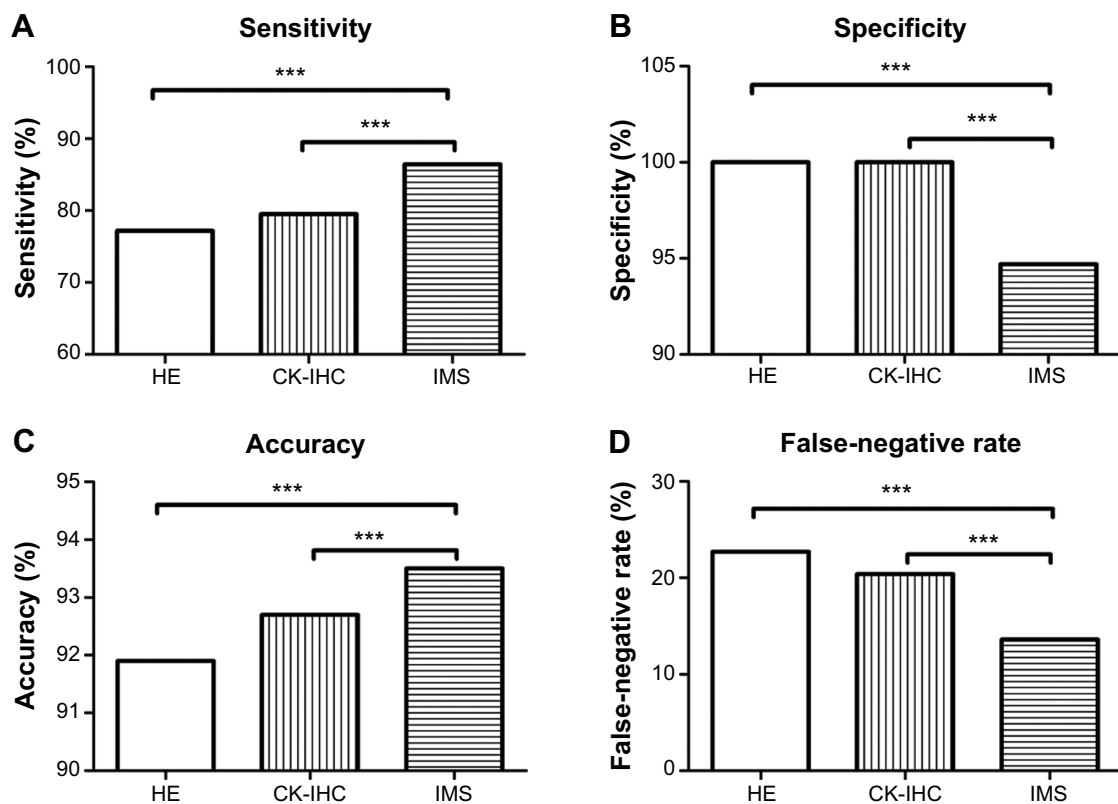 A Sensitivity
Sensitivity (%)
100
90
80
70
60
***
***
HE CK-IHC IMS
B Specificity
Specificity (%)
105
100
95
90
***
***
HE CK-IHC IMS
C Accuracy
Accuracy (%)
95
94
93
92
91
90
***
***
HE CK-IHC IMS
D False-negative rate
False-negative rate (%)
30
20
10
0
***
***
HE CK-IHC IMS